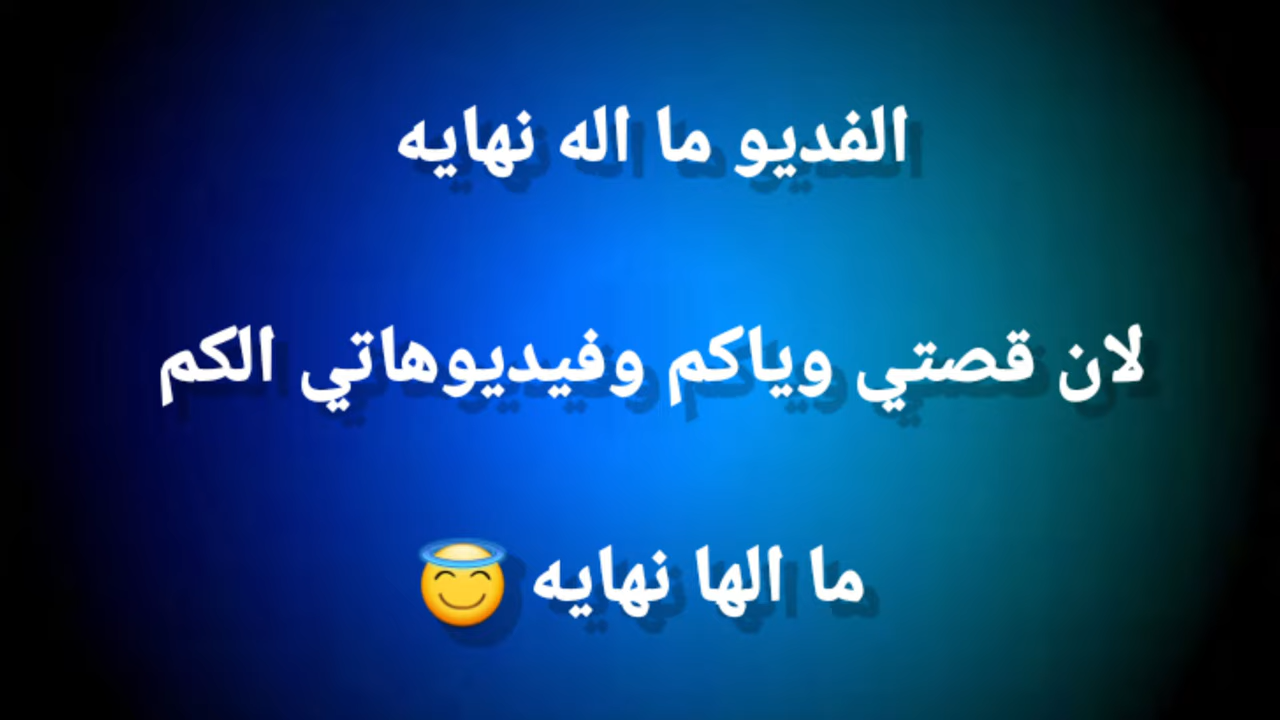 الفديو ما اله نهايه
لان قصتي وياكم وفيديوهاتي الكم
ما الها نهايه 😇